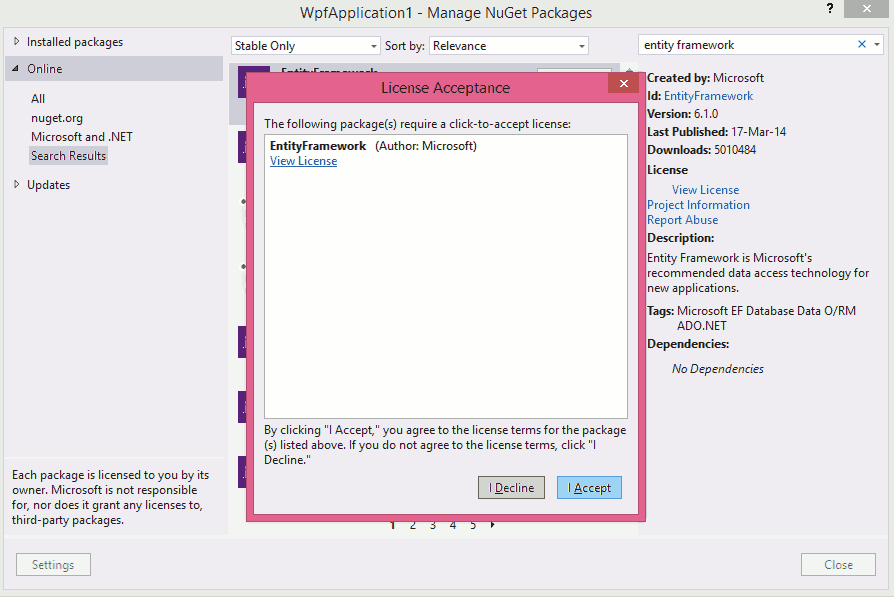 WpfApplication1 - Manage NuGet Packages
?
Installed packages
Online
All
nuget.org
Microsoft and .NET
Search Results
Updates
Each package is licensed to you by its
owner. Microsoft is not responsible
for, nor does it grant any licenses to,
third-party packages.
Settings
Stable Only
Sort by:
Relevance
EntityFramework
License Acceptance
The following package(s) require a click-to-accept license:
EntityFramework (Author: Microsoft)
View License
By clicking "I Accept," you agree to the license terms for the package
(s) listed above. If you do not agree to the license terms, click "I
Decline."
I Decline
I Accept
1 2 3 4 5
entity framework
Created by: Microsoft
Id: EntityFramework
Version: 6.1.0
Last Published: 17-Mar-14
Downloads: 5010484
License
View License
Project Information
Report Abuse
Description:
Entity Framework is Microsoft's
recommended data access technology for
new applications.
Tags: Microsoft EF Database Data O/RM
ADO.NET
Dependencies:
No Dependencies
Close